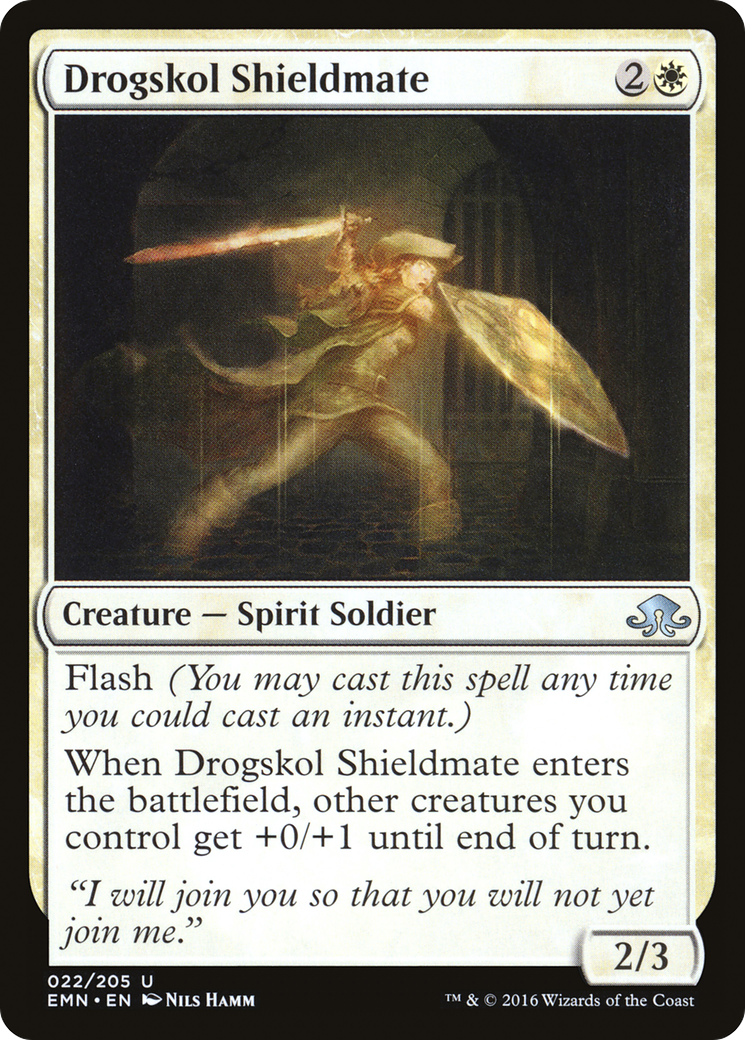 Drogskol Shieldmate 2
Creature — Spirit Soldier
Flash (You may cast this spell any time
you could cast an instant.)
When Drogskol Shieldmate enters
the battlefield, other creatures you
control get +0/+1 until end of turn.
“I will join you so that you will not yet
join me.”
2/3
022/205 U
EMN • EN Nils Hamm
™ & © 2016 Wizards of the Coast